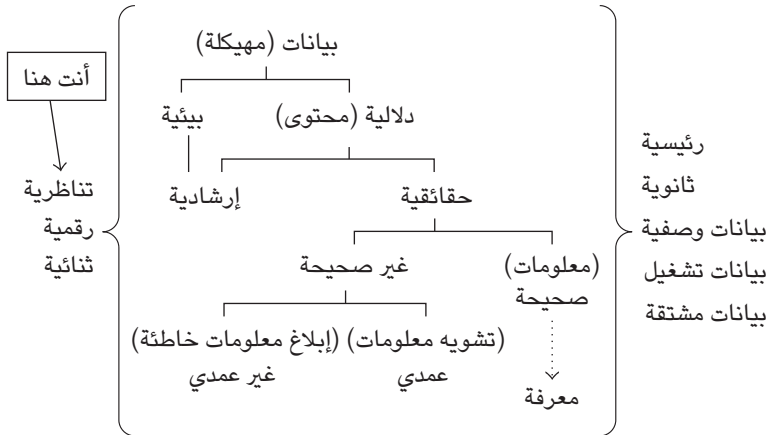 بيانات (مهيكلة)
أنت هنا
بيئية
دلالية (محتوى)
إرشادية
حقائقية
غير صحيحة
(معلومات)
صحيحة
(إبلاغ معلومات خاطئة)
غير عمدي
(تشويه معلومات)
عمدي
معرفة
تناظرية
رقمية
ثنائية
رئيسية
ثانوية
بيانات وصفية
بيانات تشغيل
بيانات مشتقة